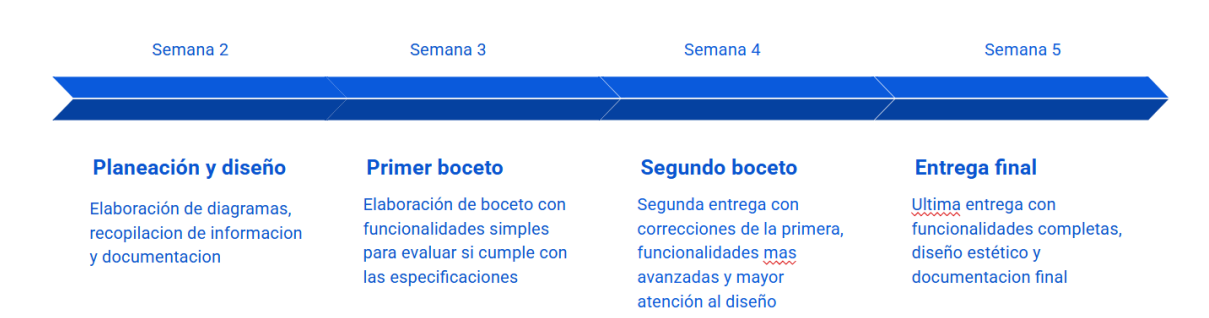 Semana 2
Semana 3
Semana 4
Semana 5
Planeación y diseño
Elaboración de diagramas,
recopilacion de informacion
y documentacion
Primer boceto
Elaboración de boceto con
funcionalidades simples
para evaluar si cumple con
las especificaciones
Segundo boceto
Segunda entrega con
correcciones de la primera,
funcionalidades mas
avanzadas y mayor
atención al diseño
Entrega final
Ultima entrega con
funcionalidades completas,
diseño estético y
documentacion final